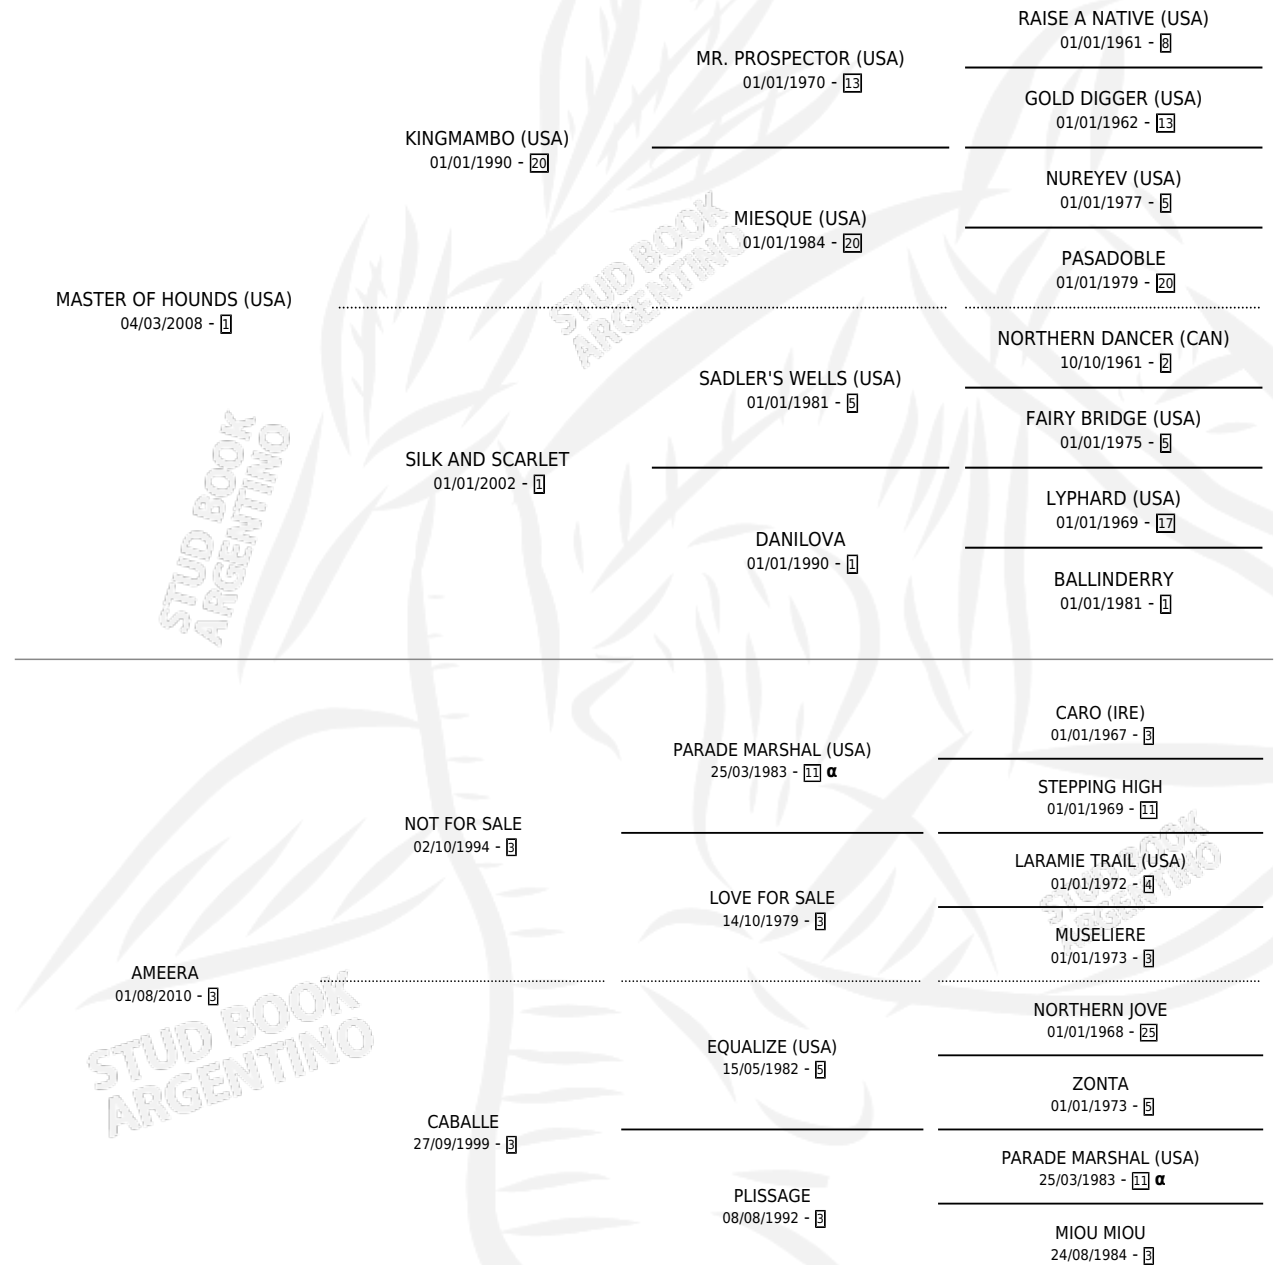 RAISE A NATIVE (USA)
01/01/1961 - 8
MR. PROSPECTOR (USA)
01/01/1970 - 13
GOLD DIGGER (USA)
01/01/1962 - 13
KINGMAMBO (USA)
01/01/1990 - 20
NUREYEV (USA)
01/01/1977 - 5
MIESQUE (USA)
01/01/1984 - 20
PASADOBLE
01/01/1979 - 20
MASTER OF HOUNDS (USA)
04/03/2008 - 1
NORTHERN DANCER (CAN)
10/10/1961 - 2
SADLER'S WELLS (USA)
01/01/1981 - 5
FAIRY BRIDGE (USA)
01/01/1975 - 5
SILK AND SCARLET
01/01/2002 - 1
LYPHARD (USA)
01/01/1969 - 17
DANILOVA
01/01/1990 - 1
BALLINDERRY
01/01/1981 - 1
CARO (IRE)
01/01/1967 - 3
PARADE MARSHAL (USA)
25/03/1983 - 11 α
STEPPING HIGH
01/01/1969 - 11
NOT FOR SALE
02/10/1994 - 3
LARAMIE TRAIL (USA)
01/01/1972 - 4
LOVE FOR SALE
14/10/1979 - 3
MUSELIERE
01/01/1973 - 3
AMEERA
01/08/2010 - 3
NORTHERN JOVE
01/01/1968 - 25
EQUALIZE (USA)
15/05/1982 - 5
ZONTA
01/01/1973 - 5
CABALLE
27/09/1999 - 3
PARADE MARSHAL (USA)
25/03/1983 - 11 α
PLISSAGE
08/08/1992 - 3
MIOU MIOU
24/08/1984 - 3
STUD BOOK
ARGENTINO
STUD BOOK
ARGENTINO
STUD BOOK
ARGENTINO
STUD BOOK
ARGENTINO